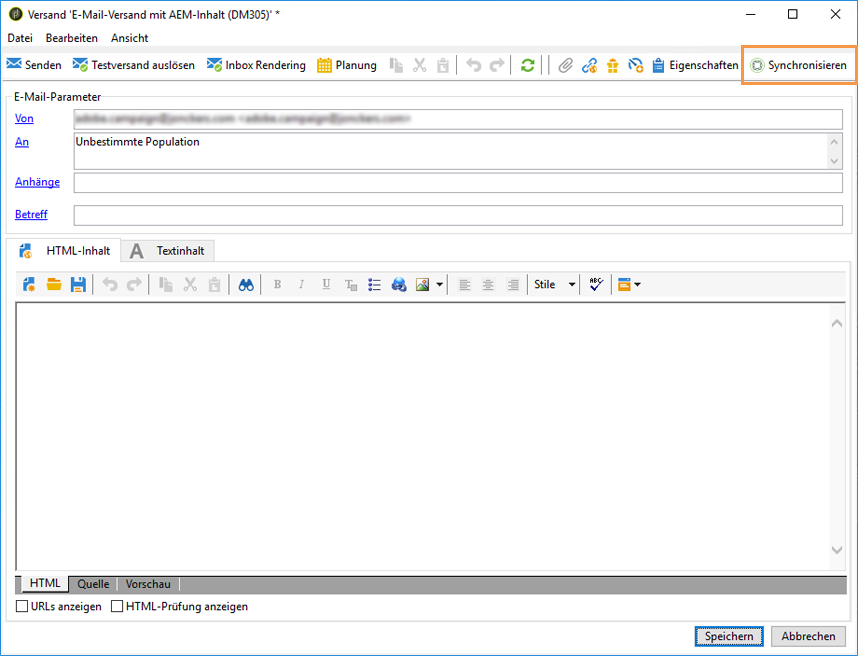 Versand 'E-Mail-Versand mit AEM-Inhalt (DM305)' *
Datei Bearbeiten Ansicht
Senden Testversand auslösen Inbox Rendering Planung Eigenschaften Synchronisieren
E-Mail-Parameter
Von
An Unbestimmte Population
Anhänge
Betreff
HTML-Inhalt A Textinhalt
B I U T Stile ABC
HTML Quelle Vorschau
URLs anzeigen HTML-Prüfung anzeigen
Speichern Abbrechen